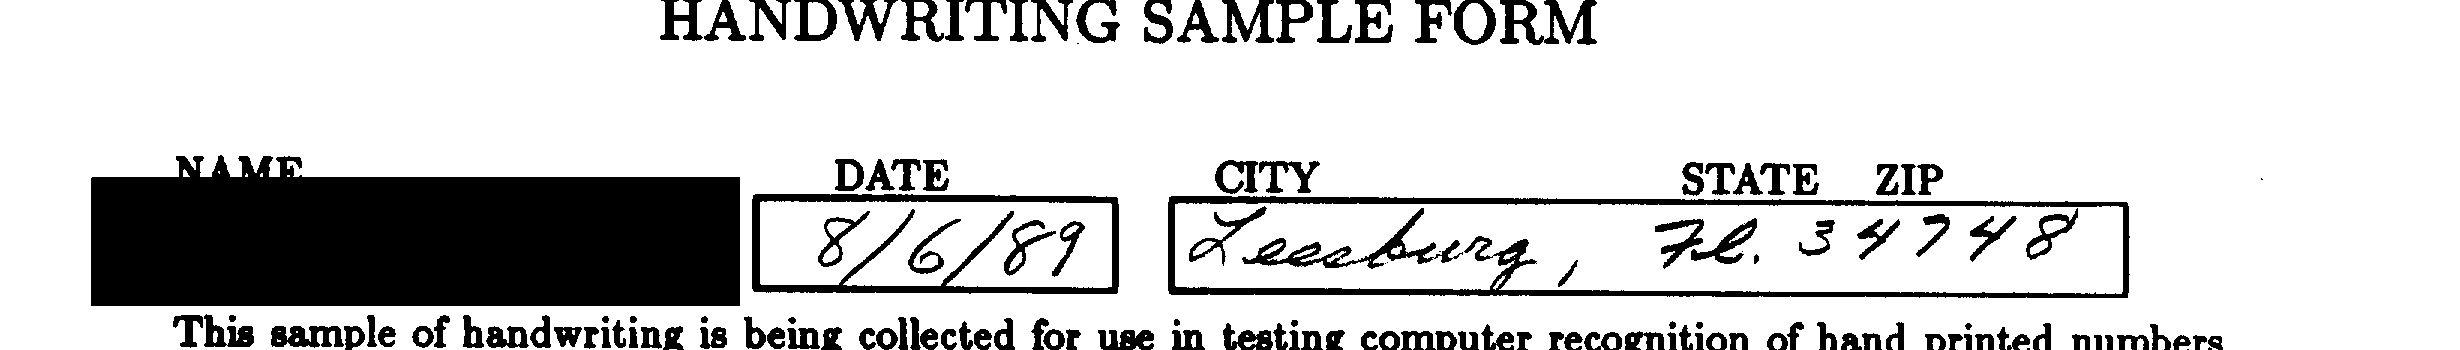 HANDWRITING SAMPLE FORM
NAME DATE CITY STATE ZIP
8/6/89 Leesburg, Fl. 34748
This sample of handwriting is being collected for use in testing computer recognition of hand printed numbers